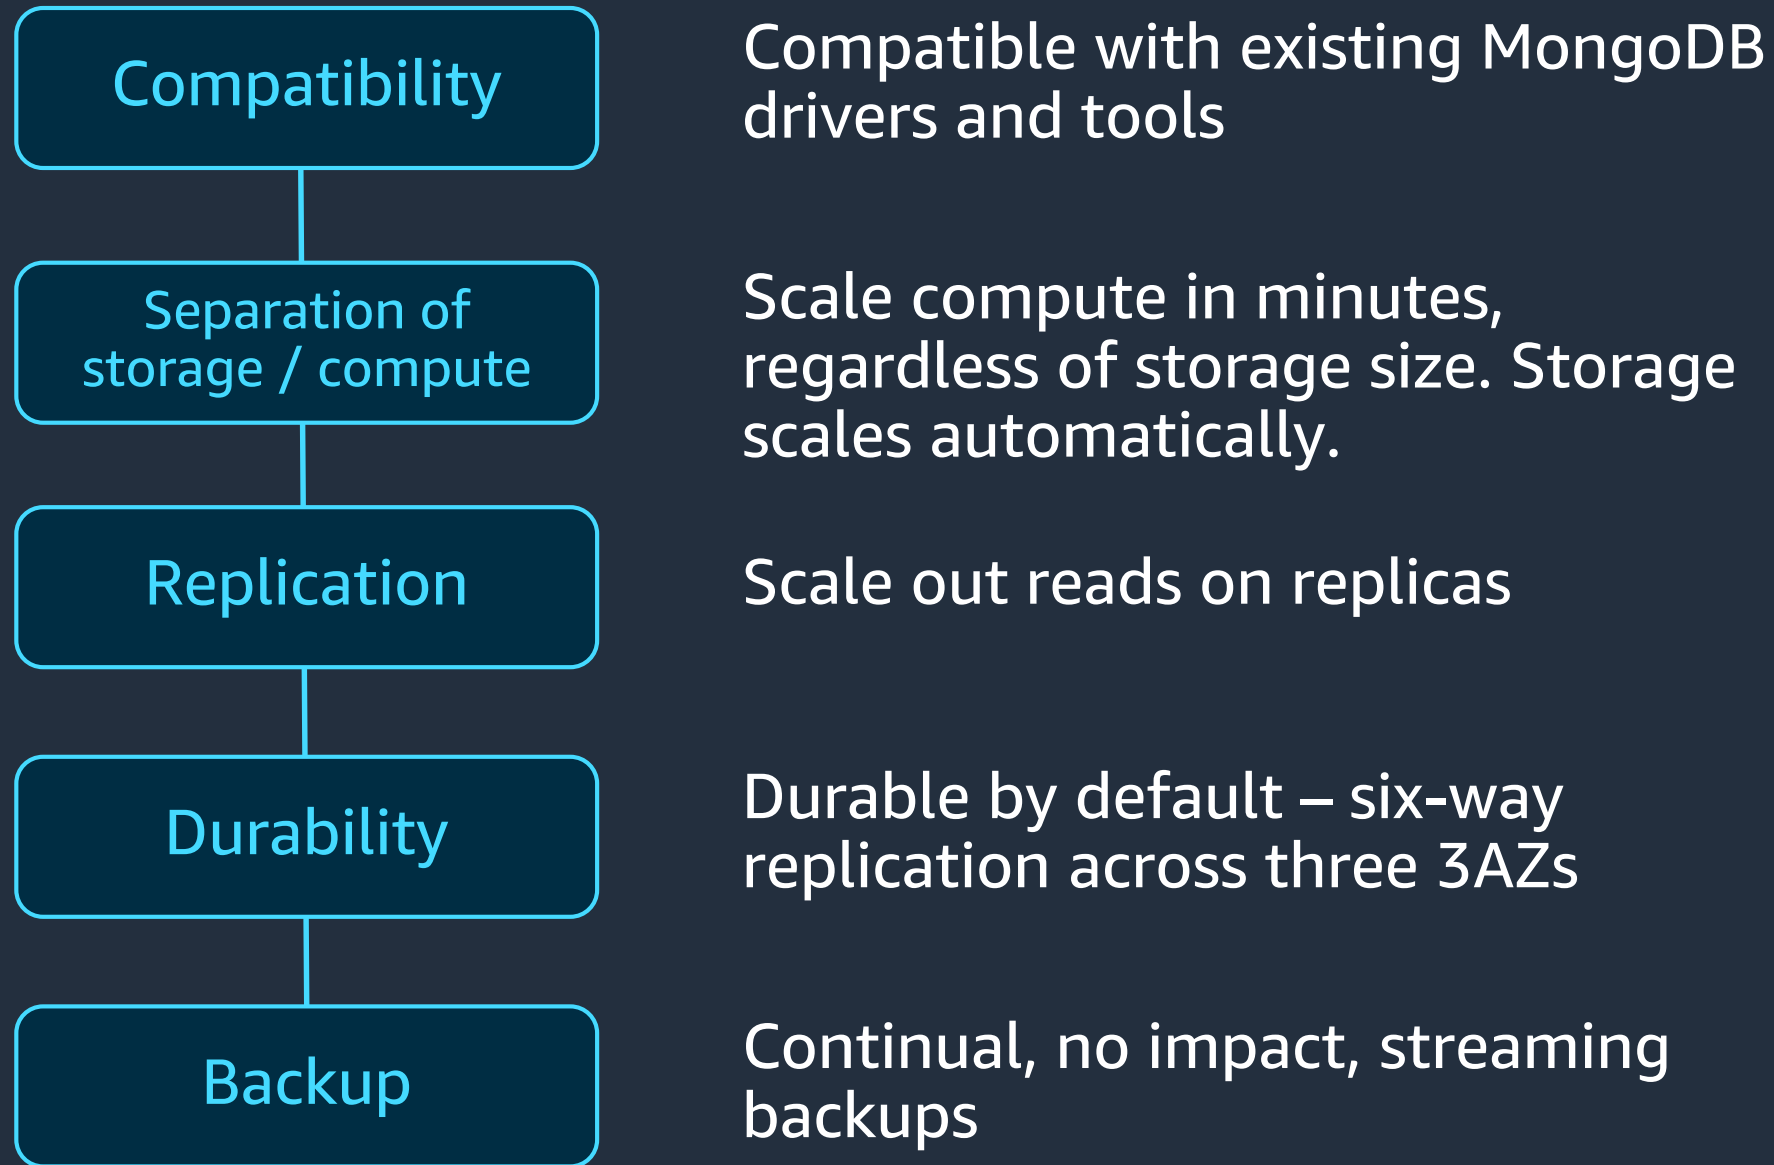 Compatibility
Compatible with existing MongoDB
drivers and tools
Separation of
storage / compute
Scale compute in minutes,
regardless of storage size. Storage
scales automatically.
Replication
Scale out reads on replicas
Durability
Durable by default – six-way
replication across three 3AZs
Backup
Continual, no impact, streaming
backups